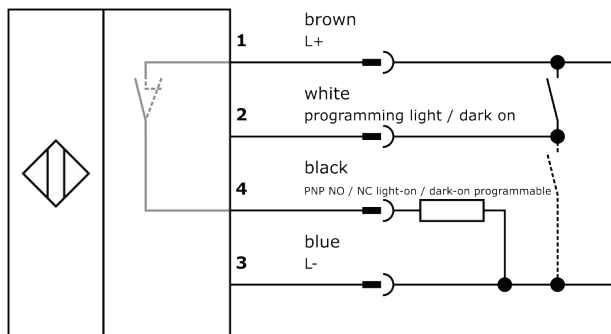 brown
1
L+
white
2
programming light / dark on
black
4
PNP NO / NC light-on / dark-on programmable
blue
3
L-